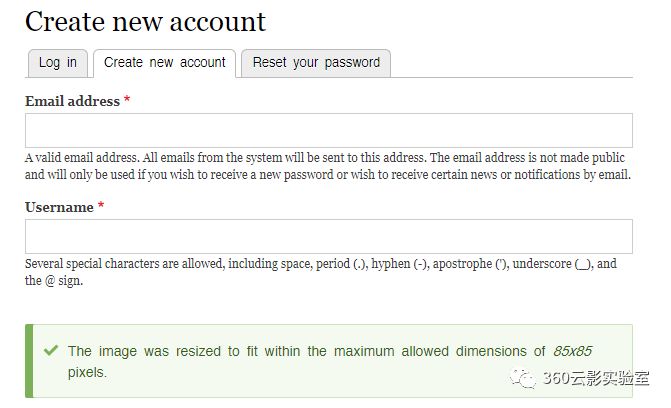 Create new account
Log in
Create new account
Reset your password
Email address *
A valid email address. All emails from the system will be sent to this address. The email address is not made public
and will only be used if you wish to receive a new password or wish to receive certain news or notifications by email.
Username *
Several special characters are allowed, including space, period (.), hyphen (-), apostrophe ('), underscore (_), and
the @ sign.
The image was resized to fit within the maximum allowed dimensions of 85x85
pixels.
360云影实验室